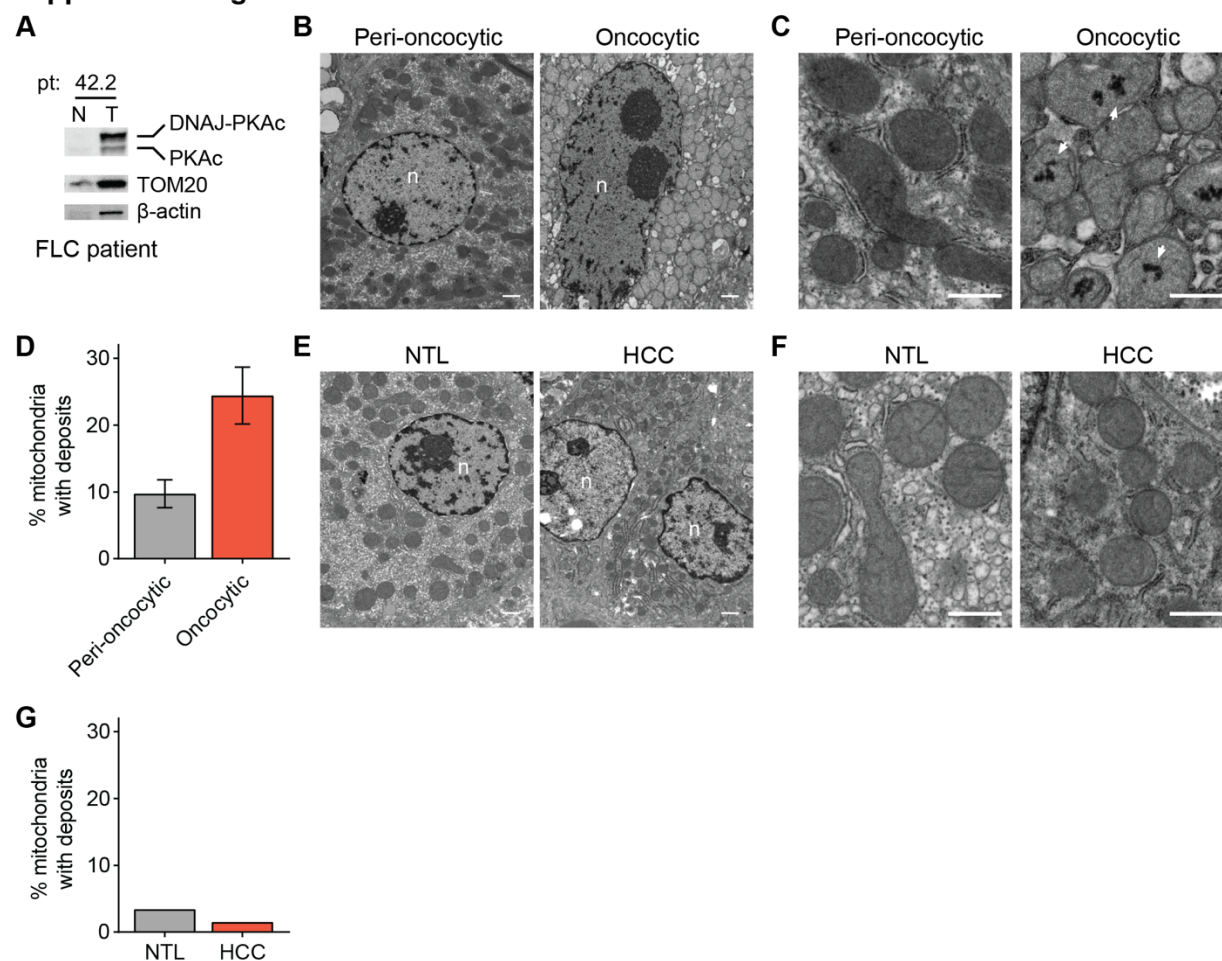 A
pt: 42.2
N T
DNAJ-PKAc
PKAc
TOM20
β-actin
FLC patient
B
Peri-oncocytic Oncocytic
n n
C
Peri-oncocytic Oncocytic
D
% mitochondria
with deposits
30
20
10
0
Peri-oncocytic
Oncocytic
E
NTL HCC
n n n
F
NTL HCC
G
% mitochondria
with deposits
30
20
10
0
NTL HCC